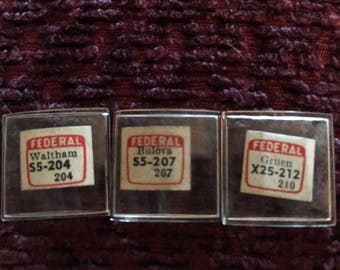 FEDERAL
Waltham
S5-204
204
FEDERAL
Bulova
S5-207
207
FEDERAL
Gruen
X25-212
210